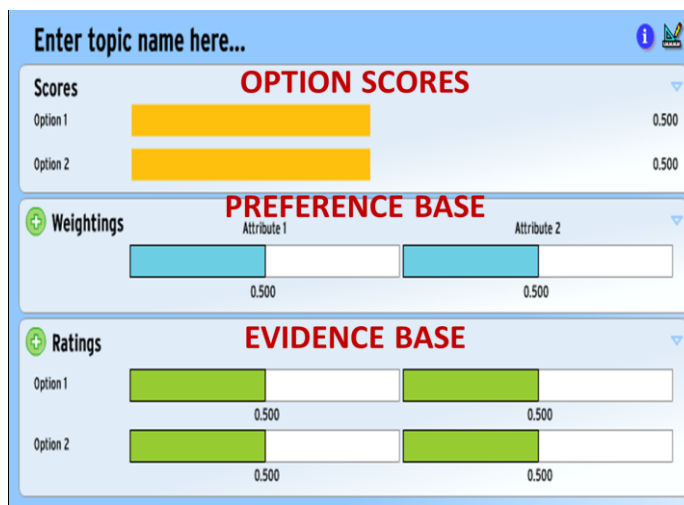 Enter topic name here...
i
OPTION SCORES
Scores
Option 1 0.500
Option 2 0.500
PREFERENCE BASE
Weightings
Attribute 1 Attribute 2
0.500 0.500
EVIDENCE BASE
Ratings
Option 1
0.500 0.500
Option 2
0.500 0.500